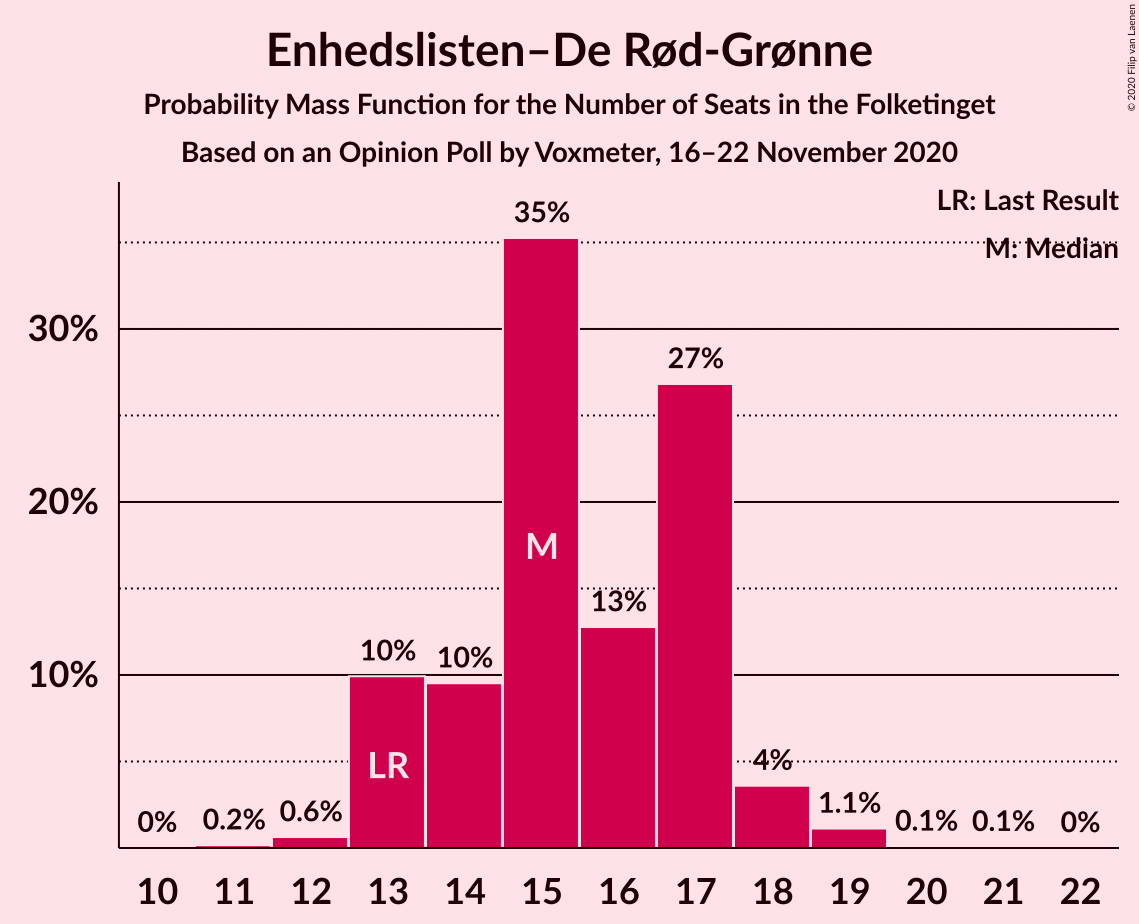 Enhedslisten–De Rød-Grønne
Probability Mass Function for the Number of Seats in the Folketinget
Based on an Opinion Poll by Voxmeter, 16–22 November 2020
© 2020 Filip van Laenen
LR: Last Result
M: Median
35%
30%
27%
20%
M
13%
10%
10%
10%
LR
4%
0% 0.2% 0.6% 1.1% 0.1% 0.1% 0%
10 11 12 13 14 15 16 17 18 19 20 21 22